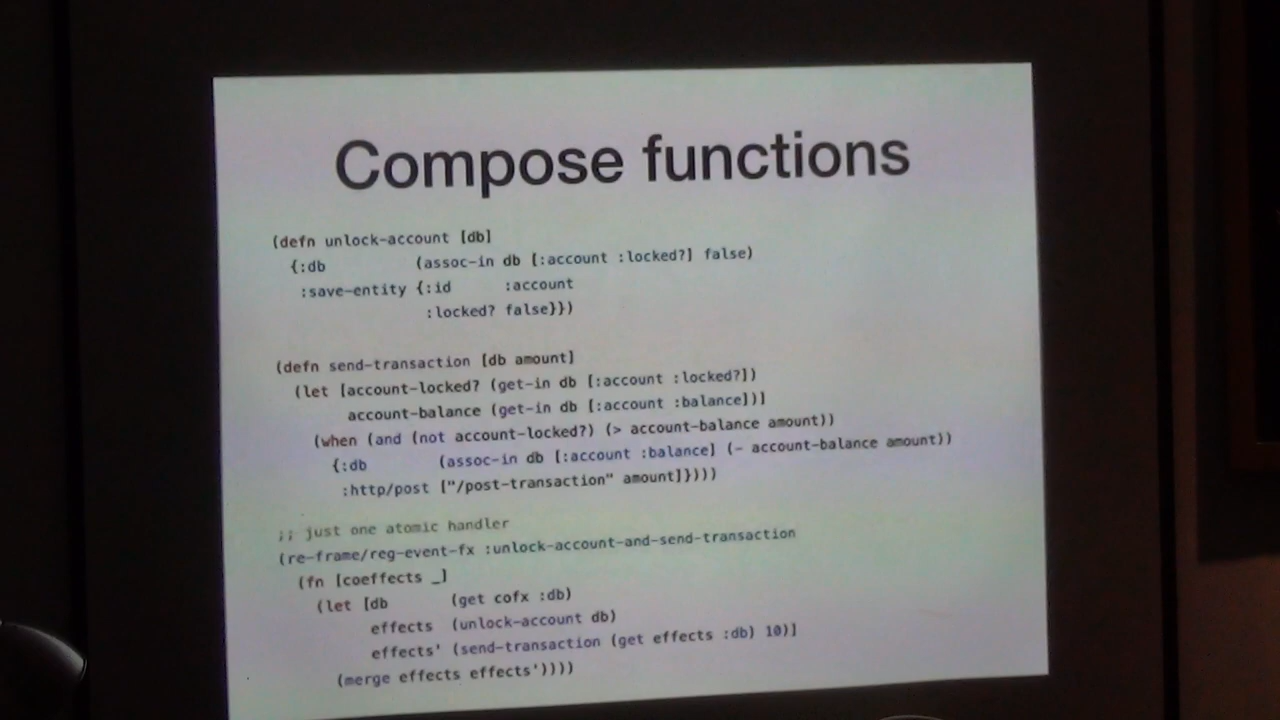 Compose functions
(defn unlock-account [db]
  {:db          (assoc-in db [:account :locked?] false)
   :save-entity {:id      :account
                 :locked? false}})
(defn send-transaction [db amount]
  (let [account-locked? (get-in db [:account :locked?])
        account-balance (get-in db [:account :balance])]
    (when (and (not account-locked?) (> account-balance amount))
      {:db        (assoc-in db [:account :balance] (- account-balance amount))
       :http/post ["/post-transaction" amount]})))
;; just one atomic handler
(re-frame/reg-event-fx :unlock-account-and-send-transaction
  (fn [coeffects _]
    (let [db       (get cofx :db)
          effects  (unlock-account db)
          effects' (send-transaction (get effects :db) 10)]
      (merge effects effects'))))